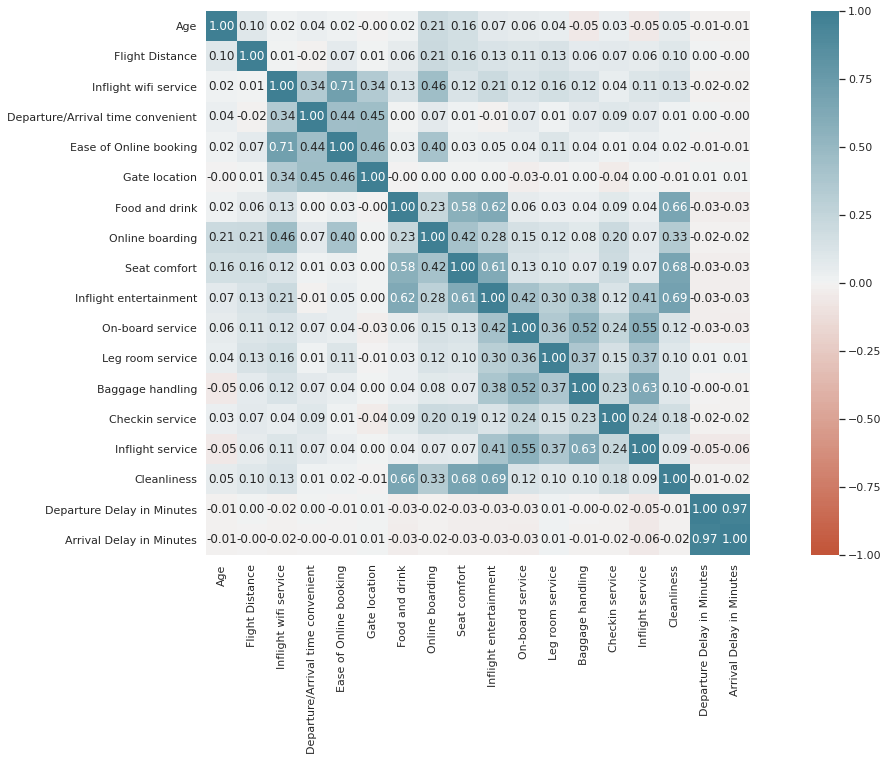 Age 1.00 0.10 0.02 0.04 0.02 -0.00 0.02 0.21 0.16 0.07 0.06 0.04 -0.05 0.03 -0.05 0.05 -0.01 -0.01
Flight Distance 0.10 1.00 0.01 -0.02 0.07 0.01 0.06 0.21 0.16 0.13 0.11 0.13 0.06 0.07 0.06 0.10 0.00 -0.00
Inflight wifi service 0.02 0.01 1.00 0.34 0.71 0.34 0.13 0.46 0.12 0.21 0.12 0.16 0.12 0.04 0.11 0.13 -0.02 -0.02
Departure/Arrival time convenient 0.04 -0.02 0.34 1.00 0.44 0.45 0.00 0.07 0.01 -0.01 0.07 0.01 0.07 0.09 0.07 0.01 0.00 -0.00
Ease of Online booking 0.02 0.07 0.71 0.44 1.00 0.46 0.03 0.40 0.03 0.05 0.04 0.11 0.04 0.01 0.04 0.02 -0.01 -0.01
Gate location -0.00 0.01 0.34 0.45 0.46 1.00 -0.00 0.00 0.00 0.00 -0.03 -0.01 0.00 -0.04 0.00 -0.01 0.01 0.01
Food and drink 0.02 0.06 0.13 0.00 0.03 -0.00 1.00 0.23 0.58 0.62 0.06 0.03 0.04 0.09 0.04 0.66 -0.03 -0.03
Online boarding 0.21 0.21 0.46 0.07 0.40 0.00 0.23 1.00 0.42 0.28 0.15 0.12 0.08 0.20 0.07 0.33 -0.02 -0.02
Seat comfort 0.16 0.16 0.12 0.01 0.03 0.00 0.58 0.42 1.00 0.61 0.13 0.10 0.07 0.19 0.07 0.68 -0.03 -0.03
Inflight entertainment 0.07 0.13 0.21 -0.01 0.05 0.00 0.62 0.28 0.61 1.00 0.42 0.30 0.38 0.12 0.41 0.69 -0.03 -0.03
On-board service 0.06 0.11 0.12 0.07 0.04 -0.03 0.06 0.15 0.13 0.42 1.00 0.36 0.52 0.24 0.55 0.12 -0.03 -0.03
Leg room service 0.04 0.13 0.16 0.01 0.11 -0.01 0.03 0.12 0.10 0.30 0.36 1.00 0.37 0.15 0.37 0.10 0.01 0.01
Baggage handling -0.05 0.06 0.12 0.07 0.04 0.00 0.04 0.08 0.07 0.38 0.52 0.37 1.00 0.23 0.63 0.10 -0.00 -0.01
Checkin service 0.03 0.07 0.04 0.09 0.01 -0.04 0.09 0.20 0.19 0.12 0.24 0.15 0.23 1.00 0.24 0.18 -0.02 -0.02
Inflight service -0.05 0.06 0.11 0.07 0.04 0.00 0.04 0.07 0.07 0.41 0.55 0.37 0.63 0.24 1.00 0.09 -0.05 -0.06
Cleanliness 0.05 0.10 0.13 0.01 0.02 -0.01 0.66 0.33 0.68 0.69 0.12 0.10 0.10 0.18 0.09 1.00 -0.01 -0.02
Departure Delay in Minutes -0.01 0.00 -0.02 0.00 -0.01 0.01 -0.03 -0.02 -0.03 -0.03 -0.03 0.01 -0.00 -0.02 -0.05 -0.01 1.00 0.97
Arrival Delay in Minutes -0.01 -0.00 -0.02 -0.00 -0.01 0.01 -0.03 -0.02 -0.03 -0.03 -0.03 0.01 -0.01 -0.02 -0.06 -0.02 0.97 1.00
Age
Flight Distance
Inflight wifi service
Departure/Arrival time convenient
Ease of Online booking
Gate location
Food and drink
Online boarding
Seat comfort
Inflight entertainment
On-board service
Leg room service
Baggage handling
Checkin service
Inflight service
Cleanliness
Departure Delay in Minutes
Arrival Delay in Minutes
1.00
0.75
0.50
0.25
0.00
−0.25
−0.50
−0.75
−1.00